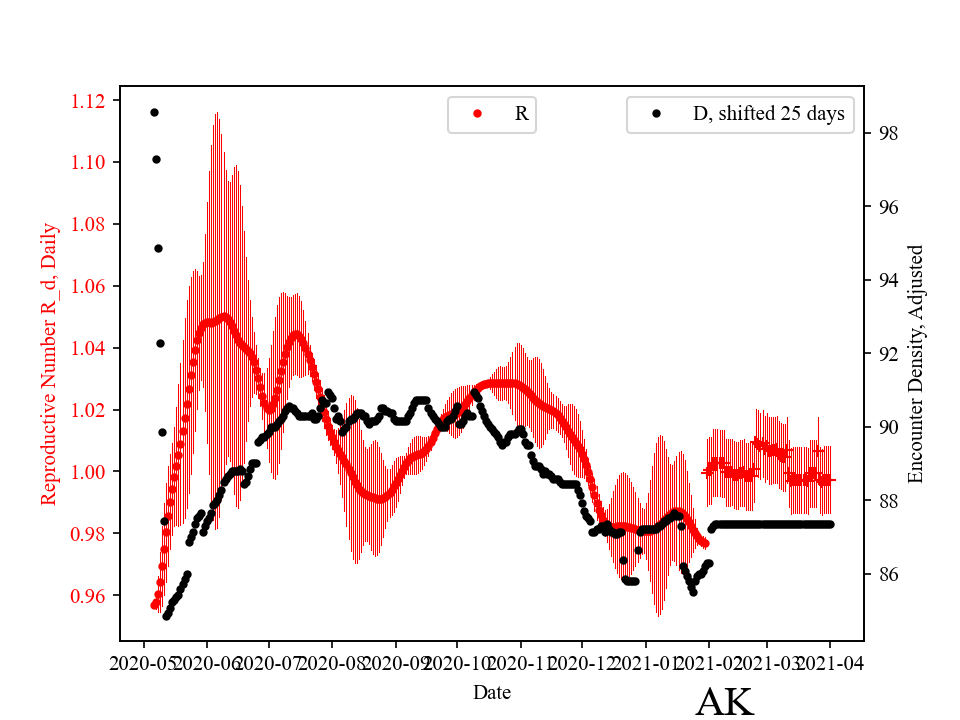 R
D, shifted 25 days
Reproductive Number R_d, Daily
1.12
1.10
1.08
1.06
1.04
1.02
1.00
0.98
0.96
98
96
94
92
90
88
86
Encounter Density, Adjusted
2020-05 2020-06 2020-07 2020-08 2020-09 2020-10 2020-11 2020-12 2021-01 2021-02 2021-03 2021-04
Date
AK